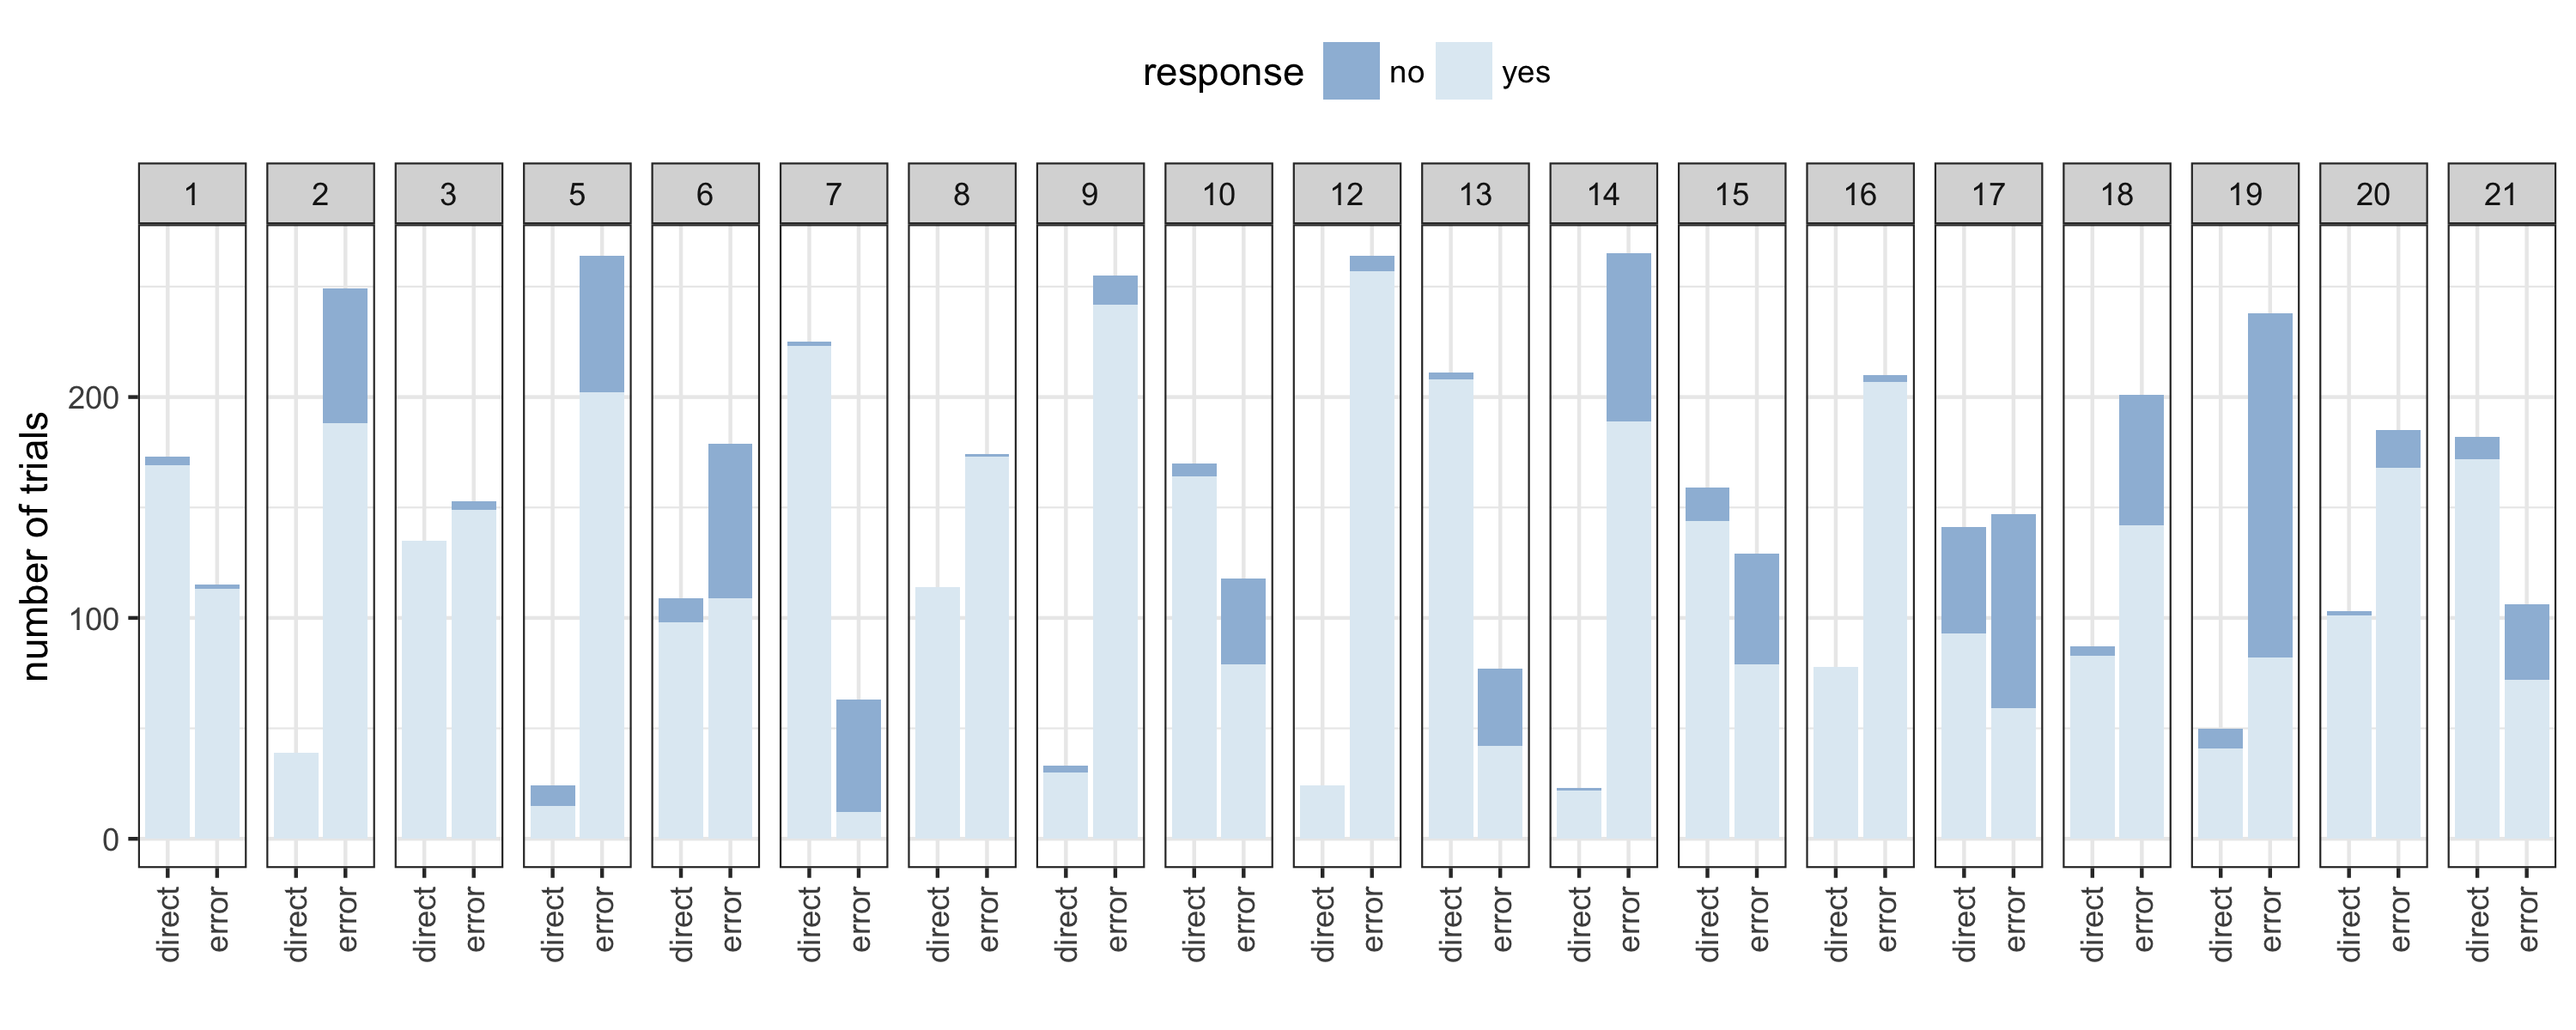 response no yes
1 2 3 5 6 7 8 9 10 12 13 14 15 16 17 18 19 20 21
number of trials
200
100
0
direct error direct error direct error direct error direct error direct error direct error direct error direct error direct error direct error direct error direct error direct error direct error direct error direct error direct error direct error